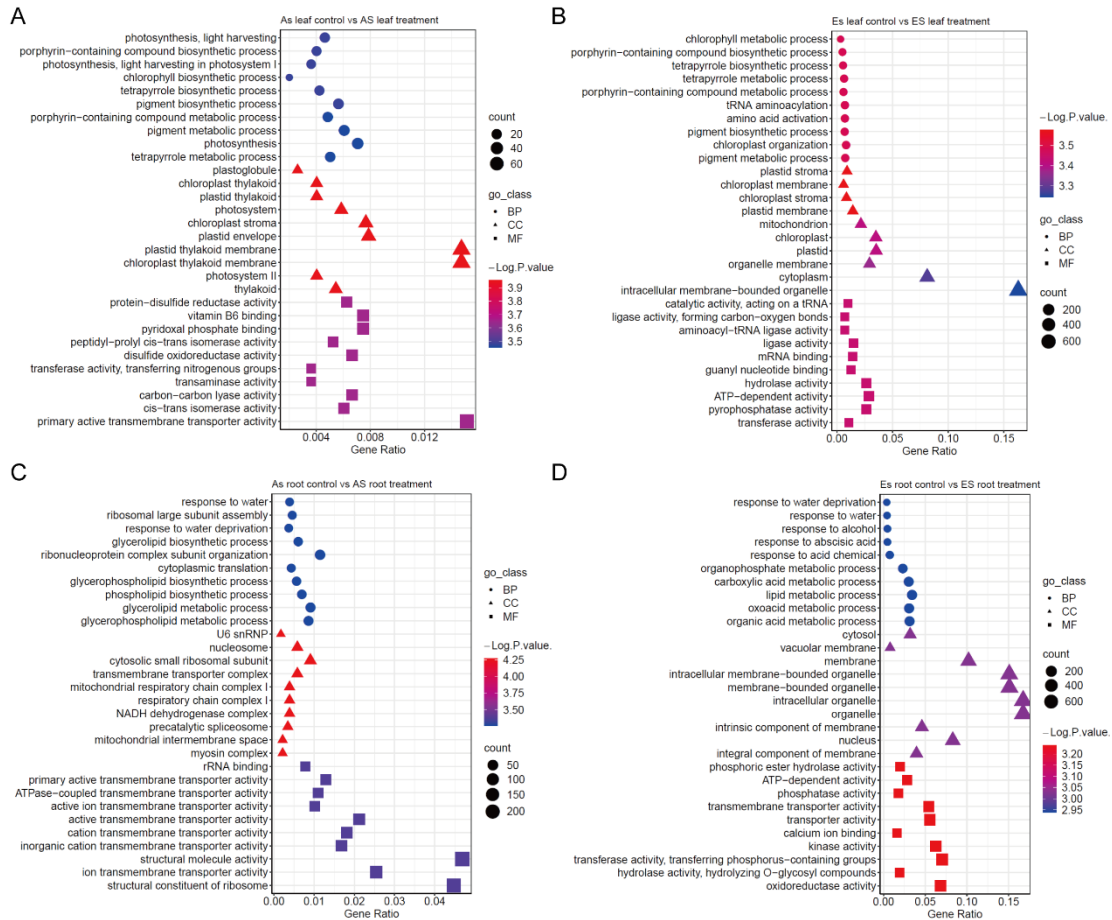 A
As leaf control vs AS leaf treatment
photosynthesis, light harvesting
porphyrin−containing compound biosynthetic process
photosynthesis, light harvesting in photosystem I
chlorophyll biosynthetic process
tetrapyrrole biosynthetic process
pigment biosynthetic process
porphyrin−containing compound metabolic process
pigment metabolic process
photosynthesis
tetrapyrrole metabolic process
plastoglobule
chloroplast thylakoid
plastid thylakoid
photosystem
chloroplast stroma
plastid envelope
plastid thylakoid membrane
chloroplast thylakoid membrane
photosystem II
thylakoid
protein−disulfide reductase activity
vitamin B6 binding
pyridoxal phosphate binding
peptidyl−prolyl cis−trans isomerase activity
disulfide oxidoreductase activity
transferase activity, transferring nitrogenous groups
transaminase activity
carbon−carbon lyase activity
cis−trans isomerase activity
primary active transmembrane transporter activity
0.004 0.008 0.012
Gene Ratio
count
20
40
60
go_class
BP
CC
MF
−Log.P.value
3.9
3.8
3.7
3.6
3.5
B
Es leaf control vs ES leaf treatment
chlorophyll metabolic process
porphyrin−containing compound biosynthetic process
tetrapyrrole biosynthetic process
tetrapyrrole metabolic process
porphyrin−containing compound metabolic process
tRNA aminoacylation
amino acid activation
pigment biosynthetic process
chloroplast organization
pigment metabolic process
plastid stroma
chloroplast membrane
chloroplast stroma
plastid membrane
mitochondrion
chloroplast
plastid
organelle membrane
cytoplasm
intracellular membrane−bounded organelle
catalytic activity, acting on a tRNA
ligase activity, forming carbon−oxygen bonds
aminoacyl−tRNA ligase activity
ligase activity
mRNA binding
guanyl nucleotide binding
hydrolase activity
ATP−dependent activity
pyrophosphatase activity
transferase activity
0.00 0.05 0.10 0.15
Gene Ratio
−Log.P.value.
3.5
3.4
3.3
go_class
BP
CC
MF
count
200
400
600
C
As root control vs AS root treatment
response to water
ribosomal large subunit assembly
response to water deprivation
glycerolipid biosynthetic process
ribonucleoprotein complex subunit organization
cytoplasmic translation
glycerophospholipid biosynthetic process
phospholipid biosynthetic process
glycerolipid metabolic process
glycerophospholipid metabolic process
U6 snRNP
nucleosome
cytosolic small ribosomal subunit
transmembrane transporter complex
mitochondrial respiratory chain complex I
respiratory chain complex I
NADH dehydrogenase complex
precatalytic spliceosome
mitochondrial intermembrane space
myosin complex
rRNA binding
primary active transmembrane transporter activity
ATPase−coupled transmembrane transporter activity
active ion transmembrane transporter activity
active transmembrane transporter activity
cation transmembrane transporter activity
inorganic cation transmembrane transporter activity
structural molecule activity
ion transmembrane transporter activity
structural constituent of ribosome
0.00 0.01 0.02 0.03 0.04
Gene Ratio
go_class
BP
CC
MF
−Log.P.value
4.25
4.00
3.75
3.50
count
50
100
150
200
D
Es root control vs ES root treatment
response to water deprivation
response to water
response to alcohol
response to abscisic acid
response to acid chemical
organophosphate metabolic process
carboxylic acid metabolic process
lipid metabolic process
oxoacid metabolic process
organic acid metabolic process
cytosol
vacuolar membrane
membrane
intracellular membrane−bounded organelle
membrane−bounded organelle
intracellular organelle
organelle
intrinsic component of membrane
nucleus
integral component of membrane
phosphoric ester hydrolase activity
ATP−dependent activity
phosphatase activity
transmembrane transporter activity
transporter activity
calcium ion binding
kinase activity
transferase activity, transferring phosphorus−containing groups
hydrolase activity, hydrolyzing O−glycosyl compounds
oxidoreductase activity
0.00 0.05 0.10 0.15
Gene Ratio
go_class
BP
CC
MF
count
200
400
600
−Log.P.value.
3.20
3.15
3.10
3.05
3.00
2.95